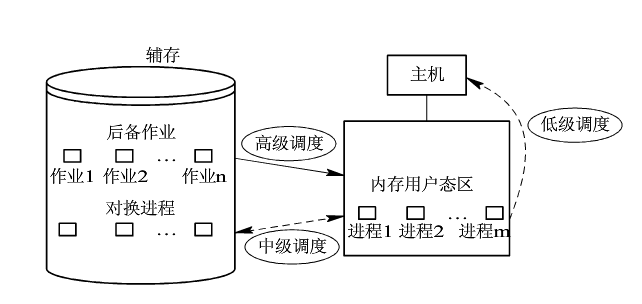 辅存
主机
后备作业
高级调度
低级调度
作业1 作业2 … 作业n
内存用户态区
对换进程
…
中级调度
…
进程1 进程2 进程m